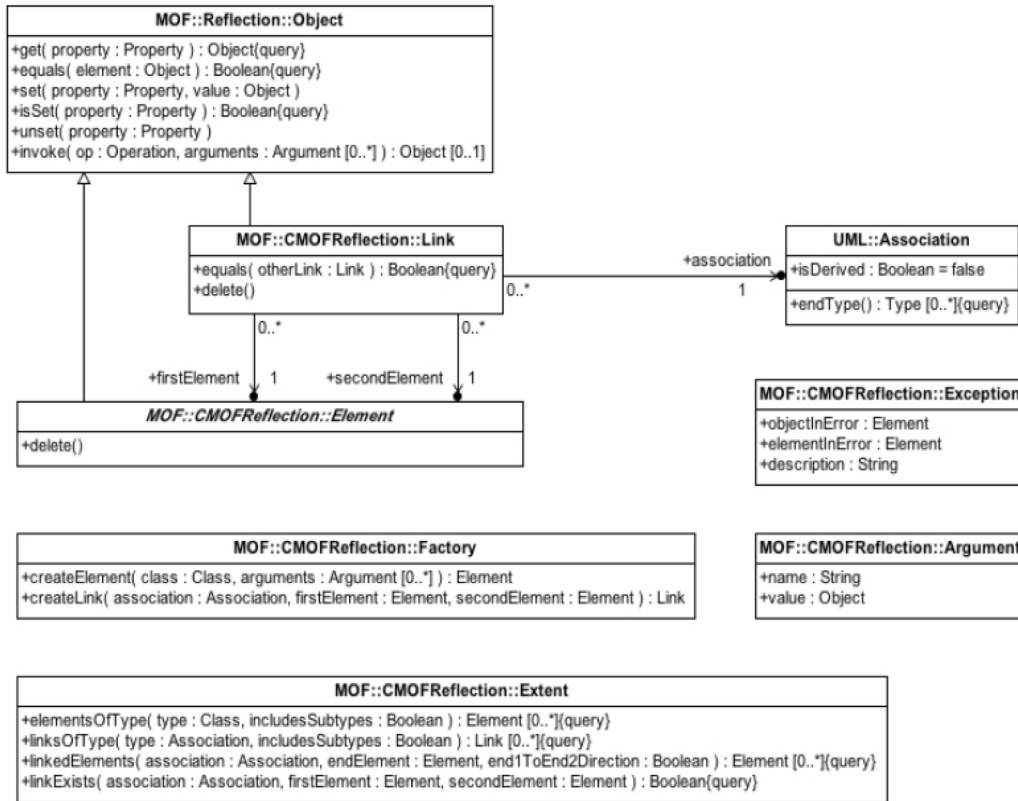 MOF::Reflection::Object
+get( property : Property ) : Object{query}
+equals( element : Object ) : Boolean{query}
+set( property : Property, value : Object )
+isSet( property : Property ) : Boolean{query}
+unset( property : Property )
+invoke( op : Operation, arguments : Argument [0..*] ) : Object [0..1]
MOF::CMOFReflection::Link
+equals( otherLink : Link ) : Boolean{query}
+delete()
UML::Association
+isDerived : Boolean = false
+endType() : Type [0..*]{query}
+association
0..*
1
0..*
0..*
+firstElement
1
+secondElement
1
MOF::CMOFReflection::Element
+delete()
MOF::CMOFReflection::Exception
+objectInError : Element
+elementInError : Element
+description : String
MOF::CMOFReflection::Factory
+createElement( class : Class, arguments : Argument [0..*] ) : Element
+createLink( association : Association, firstElement : Element, secondElement : Element ) : Link
MOF::CMOFReflection::Argument
+name : String
+value : Object
MOF::CMOFReflection::Extent
+elementsOfType( type : Class, includesSubtypes : Boolean ) : Element [0..*]{query}
+linksOfType( type : Association, includesSubtypes : Boolean ) : Link [0..*]{query}
+linkedElements( association : Association, endElement : Element, end1ToEnd2Direction : Boolean ) : Element [0..*]{query}
+linkExists( association : Association, firstElement : Element, secondElement : Element ) : Boolean{query}